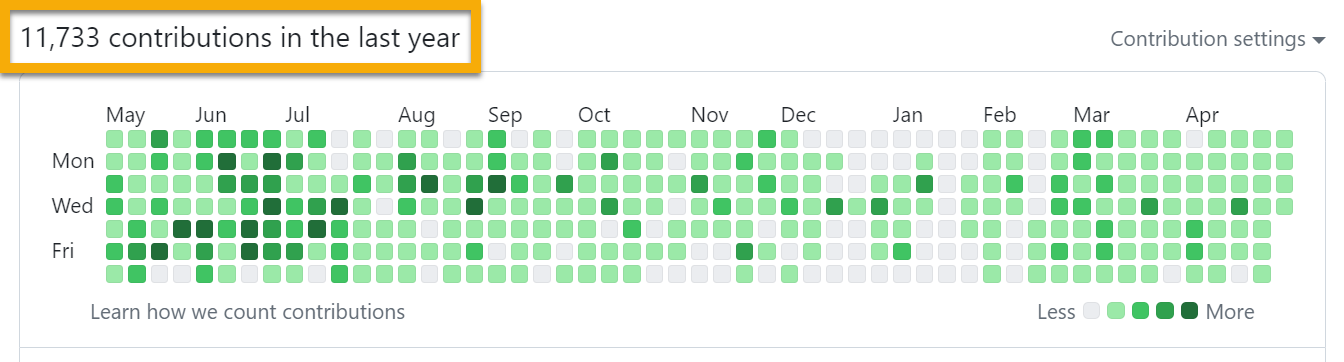 11,733 contributions in the last year
Contribution settings
May Jun Jul Aug Sep Oct Nov Dec Jan Feb Mar Apr
Mon
Wed
Fri
Learn how we count contributions
Less More